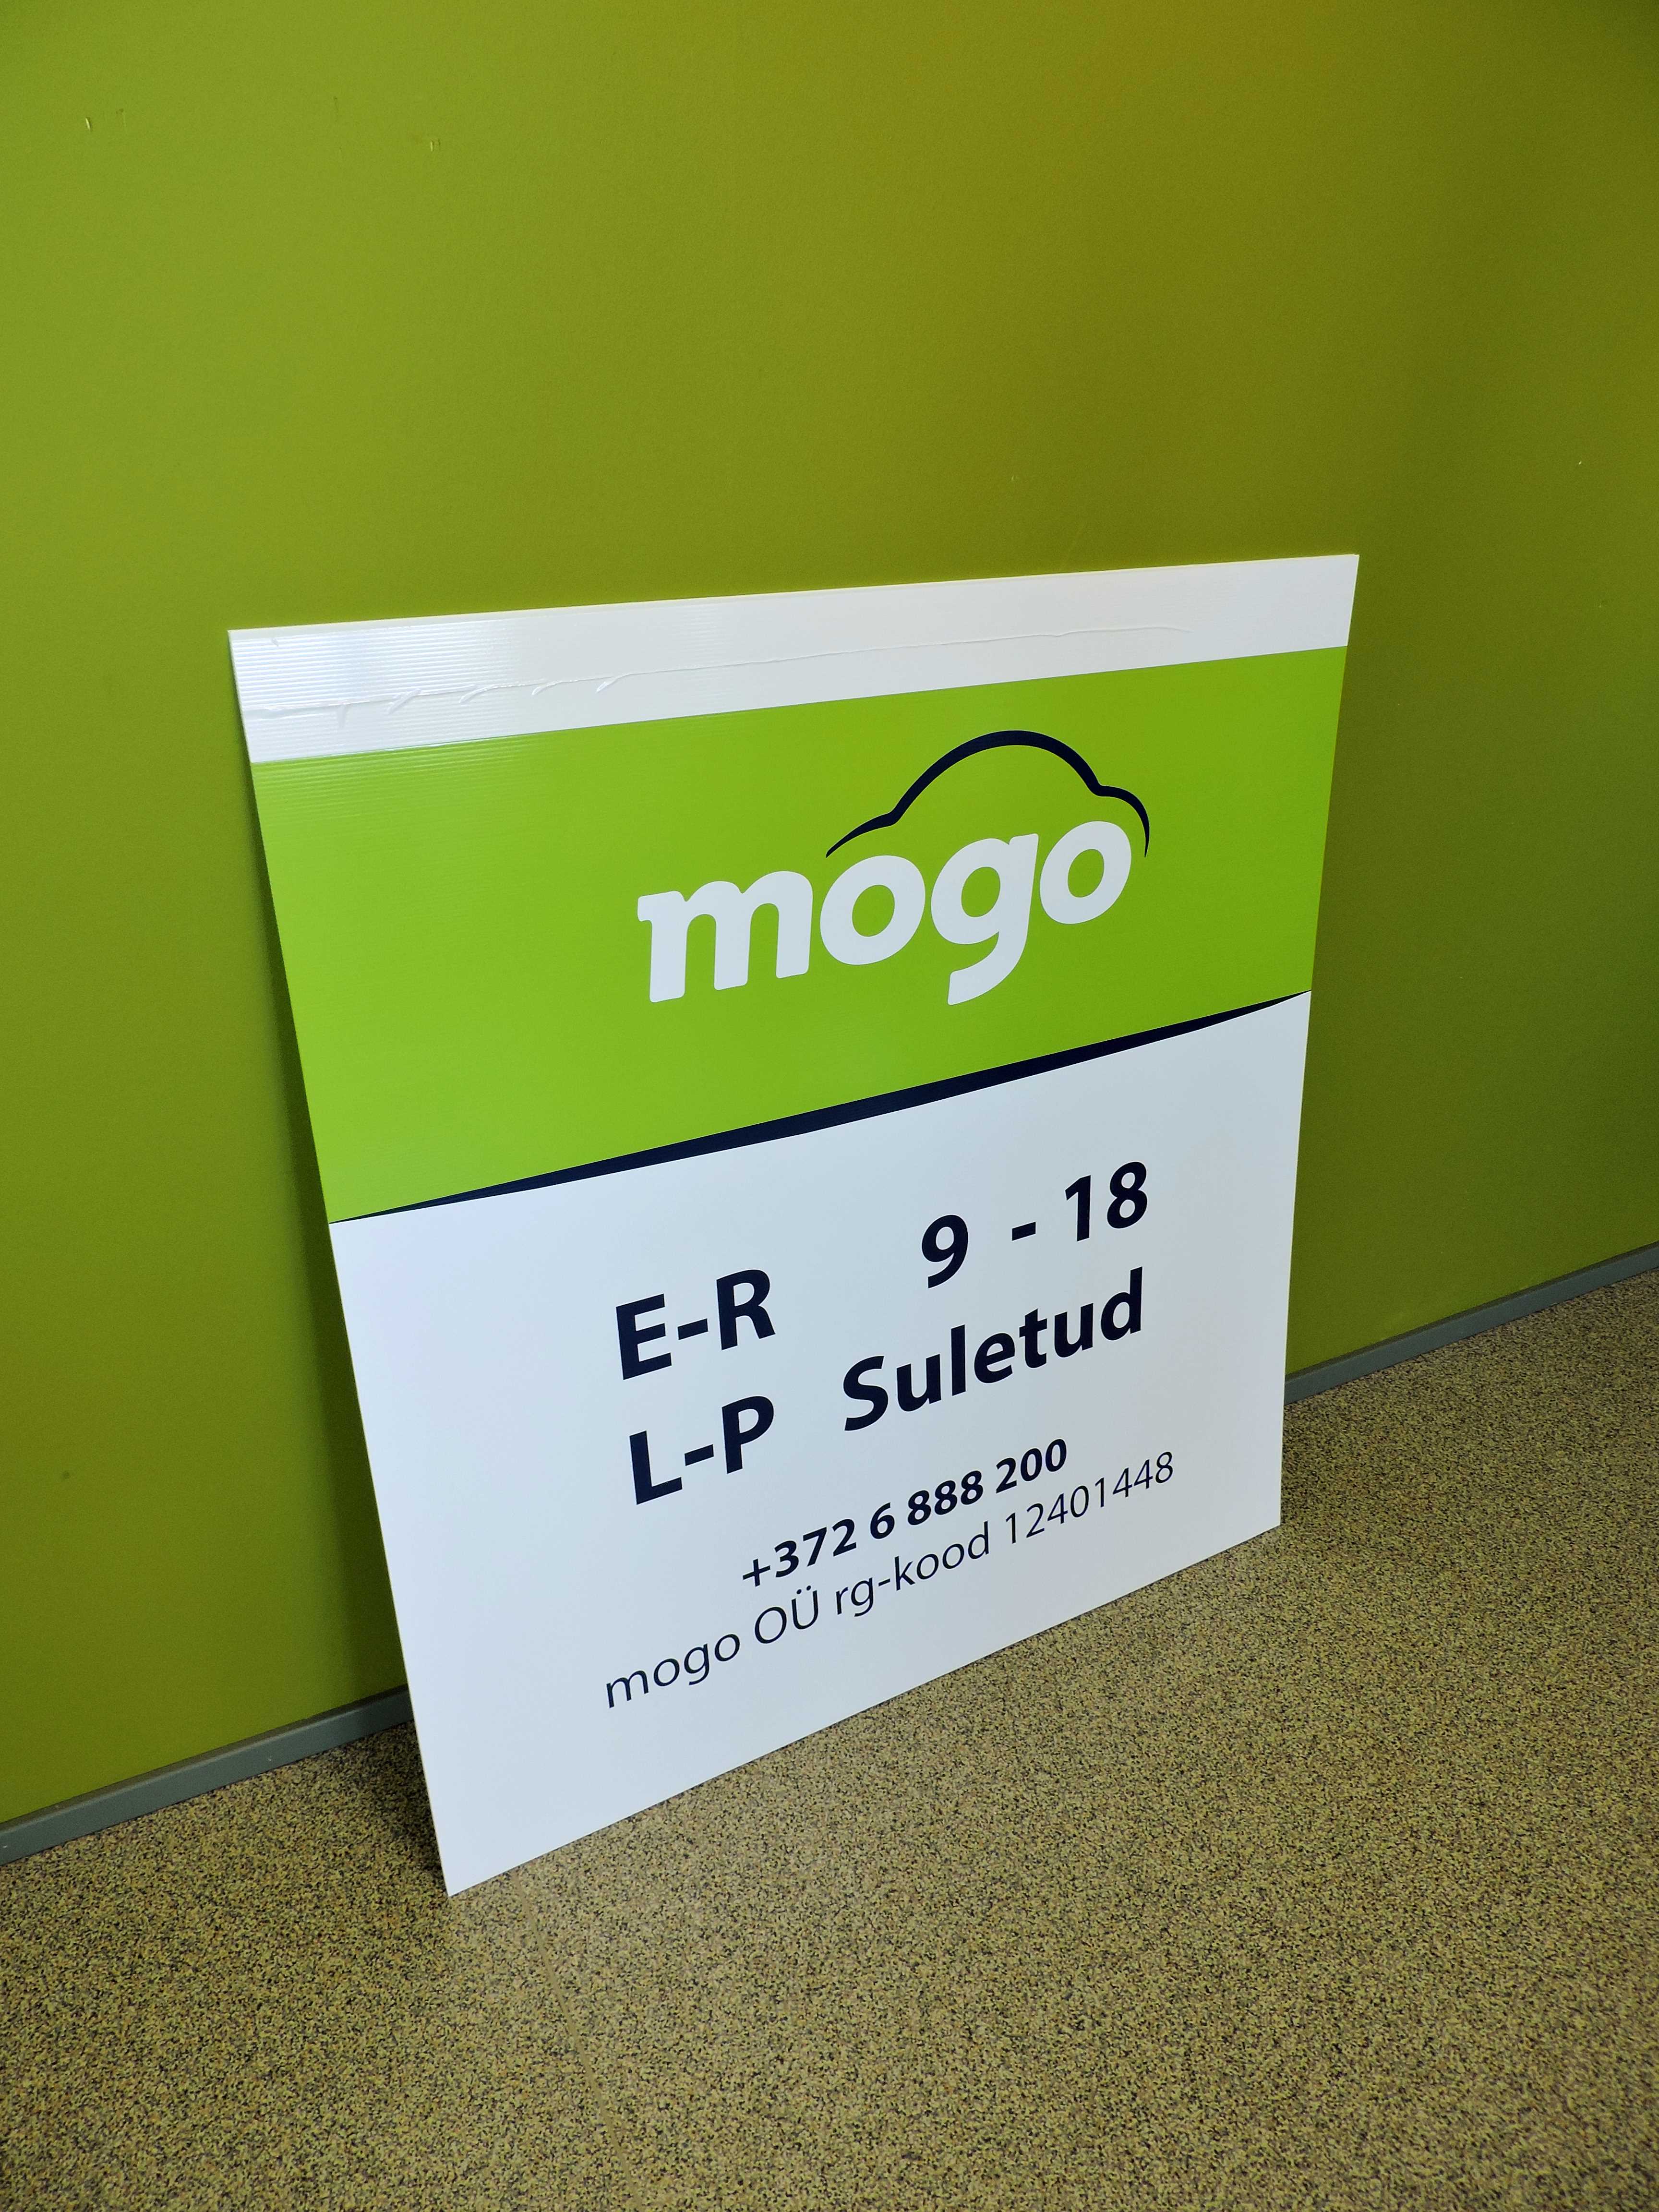 mogo
E-R 9 - 18
L-P Suletud
+372 6 888 200
mogo OÜ rg-kood 12401448